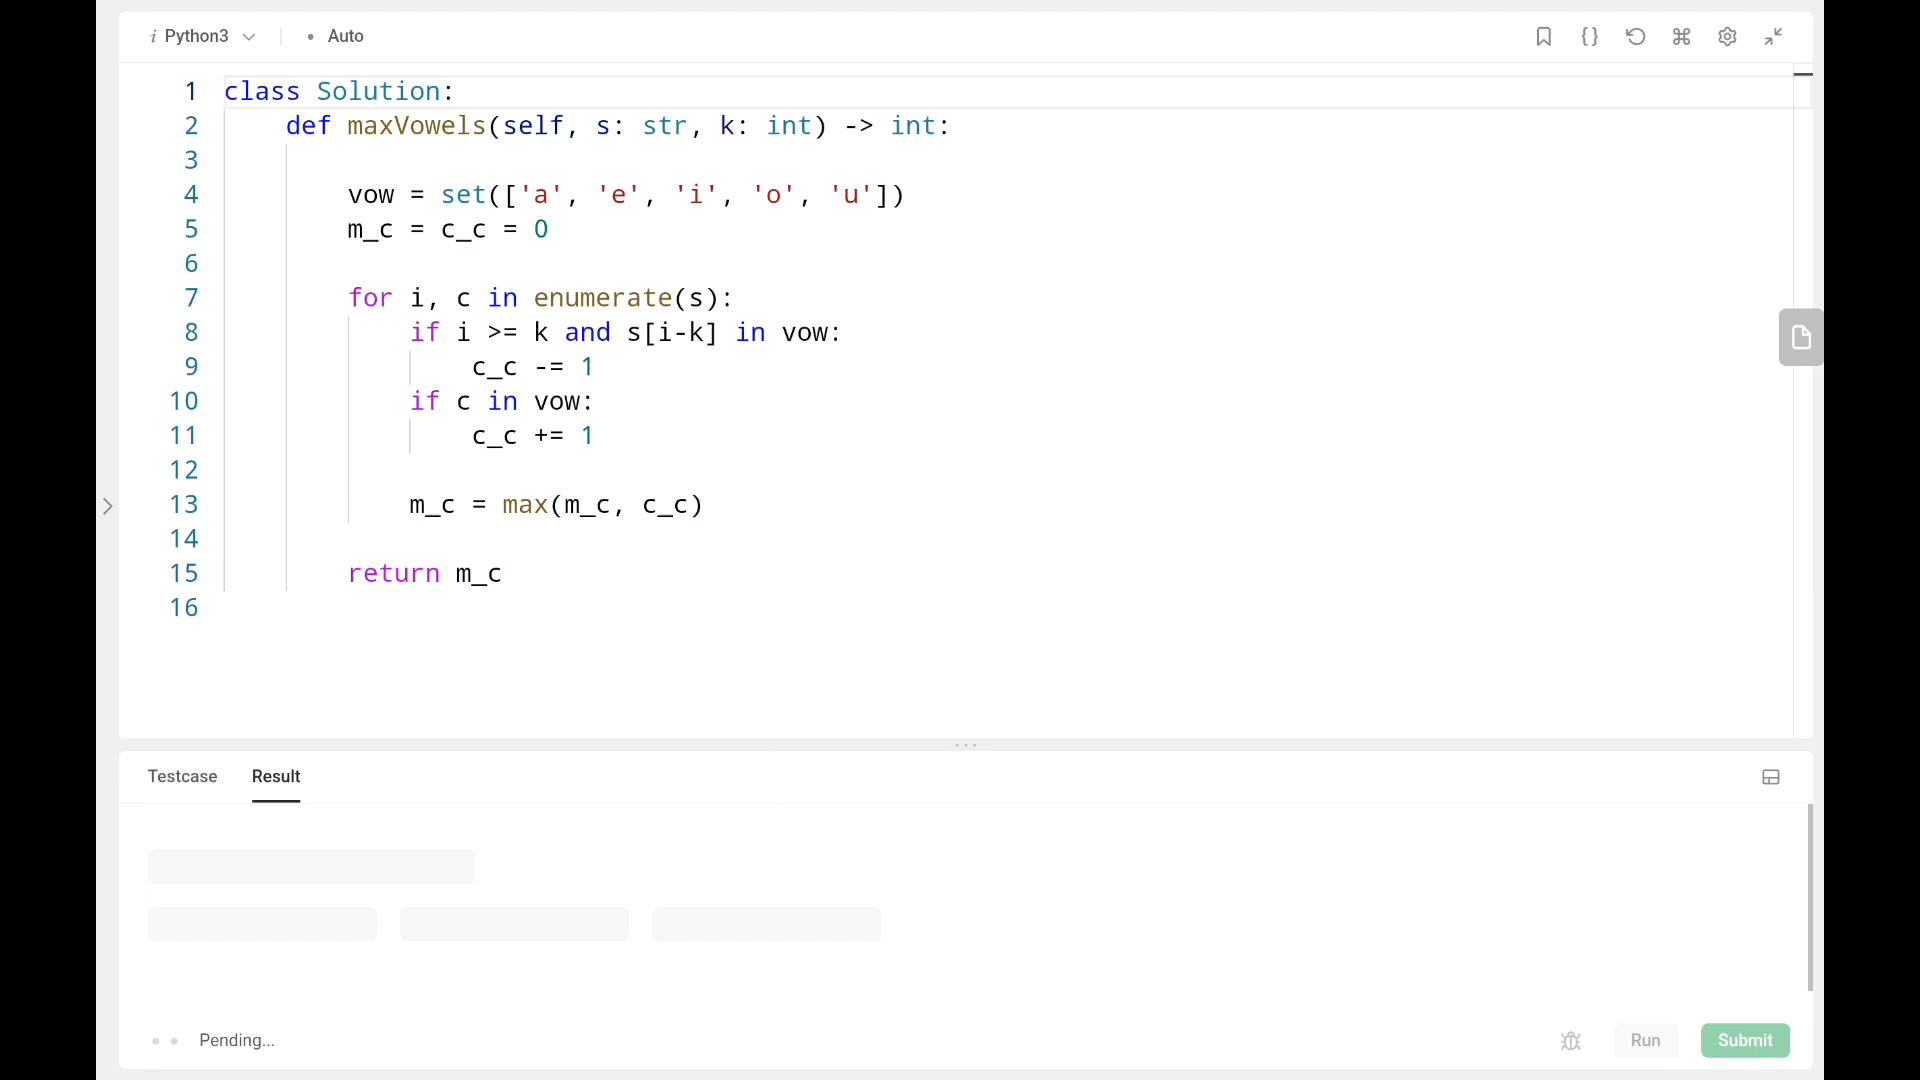 i Python3
• Auto
1 class Solution:
2 def maxVowels(self, s: str, k: int) -> int:
3
4 vow = set(['a', 'e', 'i', 'o', 'u'])
5 m_c = c_c = 0
6
7 for i, c in enumerate(s):
8 if i >= k and s[i-k] in vow:
9 c_c -= 1
10 if c in vow:
11 c_c += 1
12
13 m_c = max(m_c, c_c)
14
15 return m_c
16
Testcase
Result
Pending...
Run
Submit